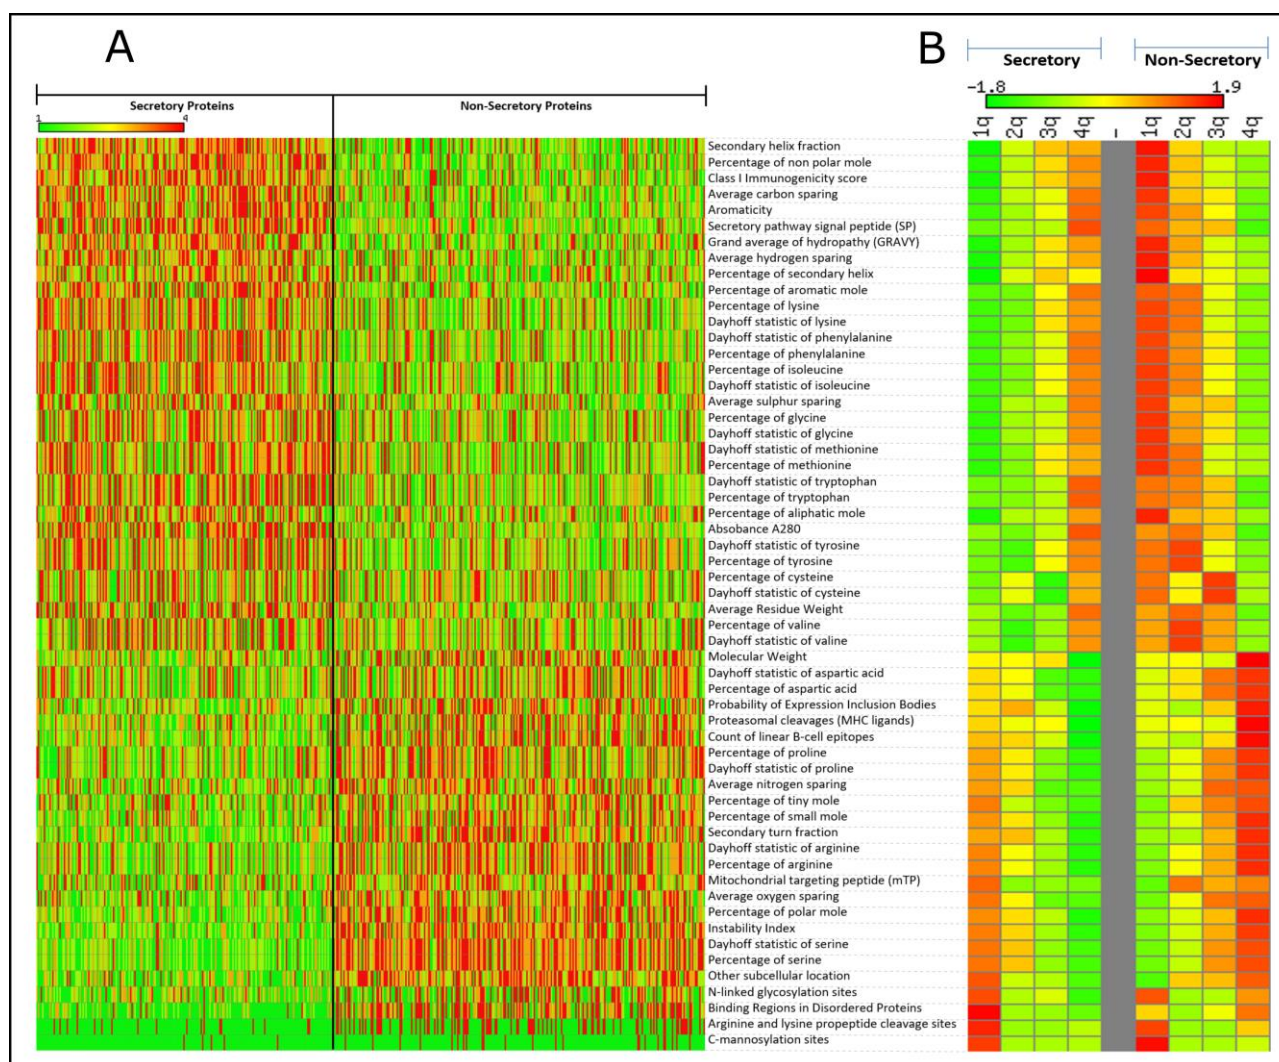 A
B
Secretory
Non-Secretory
-1.8
1.9
Secretory Proteins
Non-Secretory Proteins
1
4
1q
2q
3q
4q
-
1q
2q
3q
4q
Secondary helix fraction
Percentage of non polar mole
Class I Immunogenicity score
Average carbon sparing
Aromaticity
Secretory pathway signal peptide (SP)
Grand average of hydropathy (GRAVY)
Average hydrogen sparing
Percentage of secondary helix
Percentage of aromatic mole
Percentage of lysine
Dayhoff statistic of lysine
Dayhoff statistic of phenylalanine
Percentage of phenylalanine
Percentage of isoleucine
Dayhoff statistic of isoleucine
Average sulphur sparing
Percentage of glycine
Dayhoff statistic of glycine
Dayhoff statistic of methionine
Percentage of methionine
Dayhoff statistic of tryptophan
Percentage of tryptophan
Percentage of aliphatic mole
Absobance A280
Dayhoff statistic of tyrosine
Percentage of tyrosine
Percentage of cysteine
Dayhoff statistic of cysteine
Average Residue Weight
Percentage of valine
Dayhoff statistic of valine
Molecular Weight
Dayhoff statistic of aspartic acid
Percentage of aspartic acid
Probability of Expression Inclusion Bodies
Proteasomal cleavages (MHC ligands)
Count of linear B-cell epitopes
Percentage of proline
Dayhoff statistic of proline
Average nitrogen sparing
Percentage of tiny mole
Percentage of small mole
Secondary turn fraction
Dayhoff statistic of arginine
Percentage of arginine
Mitochondrial targeting peptide (mTP)
Average oxygen sparing
Percentage of polar mole
Instability Index
Dayhoff statistic of serine
Percentage of serine
Other subcellular location
N-linked glycosylation sites
Binding Regions in Disordered Proteins
Arginine and lysine propeptide cleavage sites
C-mannosylation sites